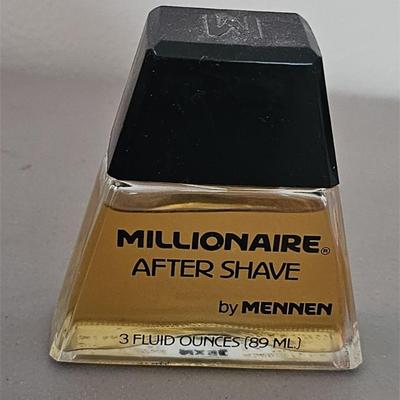 M
MILLIONAIRE®
AFTER SHAVE
by MENNEN
3 FLUID OUNCES (89 ML.)